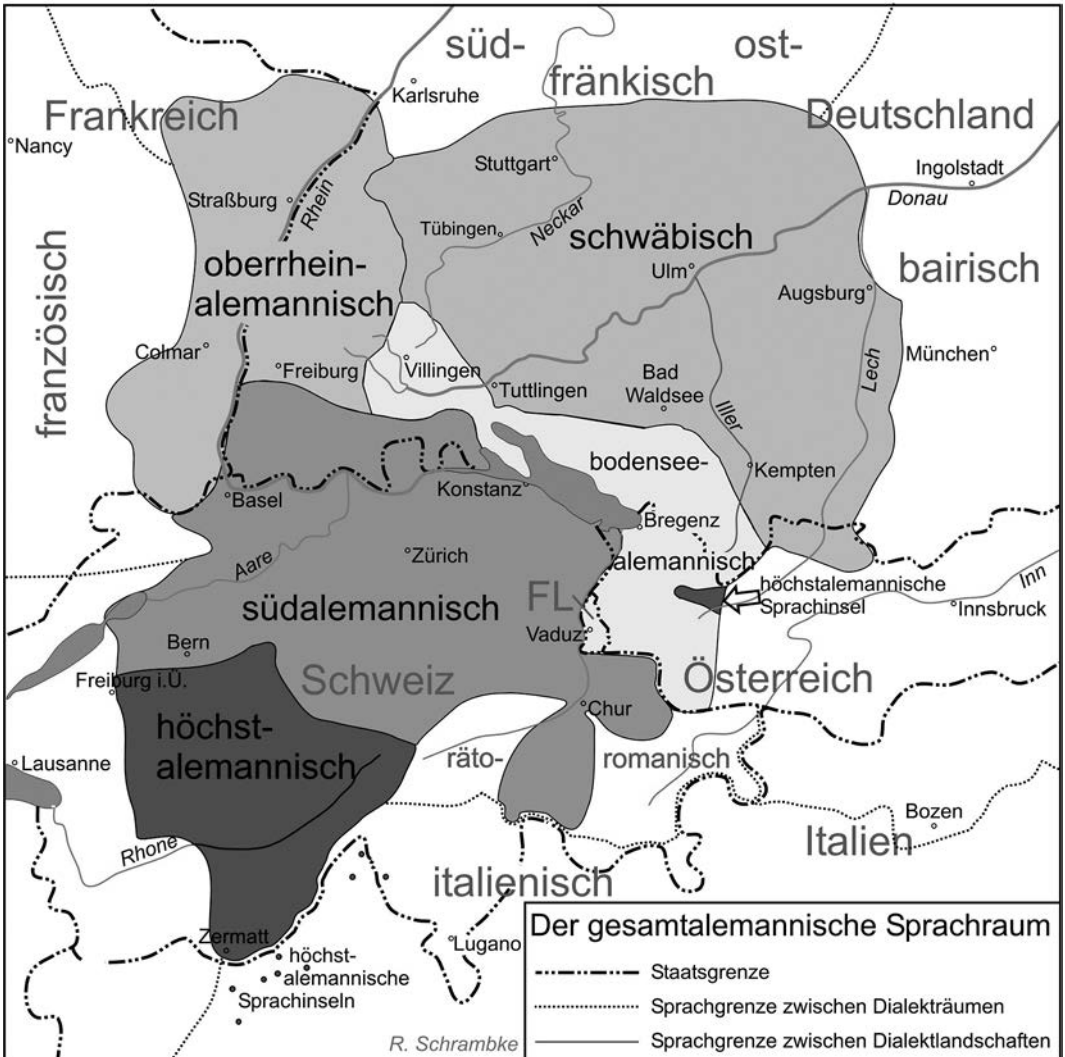 süd-
ost-
fränkisch
Karlsruhe
Frankreich
Deutschland
Nancy
Stuttgart
Ingolstadt
Straßburg
Rhein
Donau
Tübingen
Neckar
schwäbisch
französisch
oberrhein-
alemannisch
Ulm
bairisch
Augsburg
Colmar
Freiburg
Villingen
Tuttlingen
Bad
Waldsee
Iller
Lech
München
bodensee-
alemannisch
Kempten
Konstanz
Basel
Bregenz
Aare
Zürich
höchstalemannische
Sprachinsel
Inn
Innsbruck
südalemannisch
FL
Vaduz
Bern
Freiburg i.Ü.
Schweiz
Österreich
höchst-
alemannisch
Chur
Lausanne
räto-
romanisch
Bozen
Rhone
Italien
italienisch
Zermatt
Lugano
höchst-
alemannische
Sprachinseln
R. Schrambke
Der gesamtalemannische Sprachraum
Staatsgrenze
Sprachgrenze zwischen Dialekträumen
Sprachgrenze zwischen Dialektlandschaften